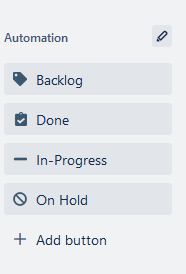 Automation
Backlog
Done
In-Progress
On Hold
Add button